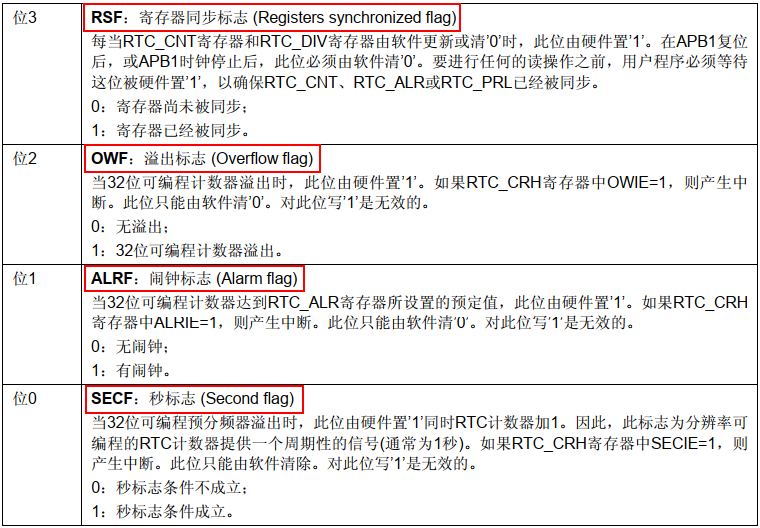 位3
RSF：寄存器同步标志 (Registers synchronized flag)
每当RTC_CNT寄存器和RTC_DIV寄存器由软件更新或清'0'时，此位由硬件置'1'。在APB1复位
后，或APB1时钟停止后，此位必须由软件清'0'。要进行任何的读操作之前，用户程序必须等待
这位被硬件置'1'，以确保RTC_CNT、RTC_ALR或RTC_PRL已经被同步。
0：寄存器尚未被同步；
1：寄存器已经被同步。
位2
OWF：溢出标志 (Overflow flag)
当32位可编程计数器溢出时，此位由硬件置'1'。如果RTC_CRH寄存器中OWIE=1，则产生中
断。此位只能由软件清'0'。对此位写'1'是无效的。
0：无溢出；
1：32位可编程计数器溢出。
位1
ALRF：闹钟标志 (Alarm flag)
当32位可编程计数器达到RTC_ALR寄存器所设置的预定值，此位由硬件置'1'。如果RTC_CRH
寄存器中ALRIE=1，则产生中断。此位只能由软件清'0'。对此位写'1'是无效的。
0：无闹钟；
1：有闹钟。
位0
SECF：秒标志 (Second flag)
当32位可编程预分频器溢出时，此位由硬件置'1'同时RTC计数器加1。因此，此标志为分辨率可
编程的RTC计数器提供一个周期性的信号(通常为1秒)。如果RTC_CRH寄存器中SECIE=1，则
产生中断。此位只能由软件清除。对此位写'1'是无效的。
0：秒标志条件不成立；
1：秒标志条件成立。